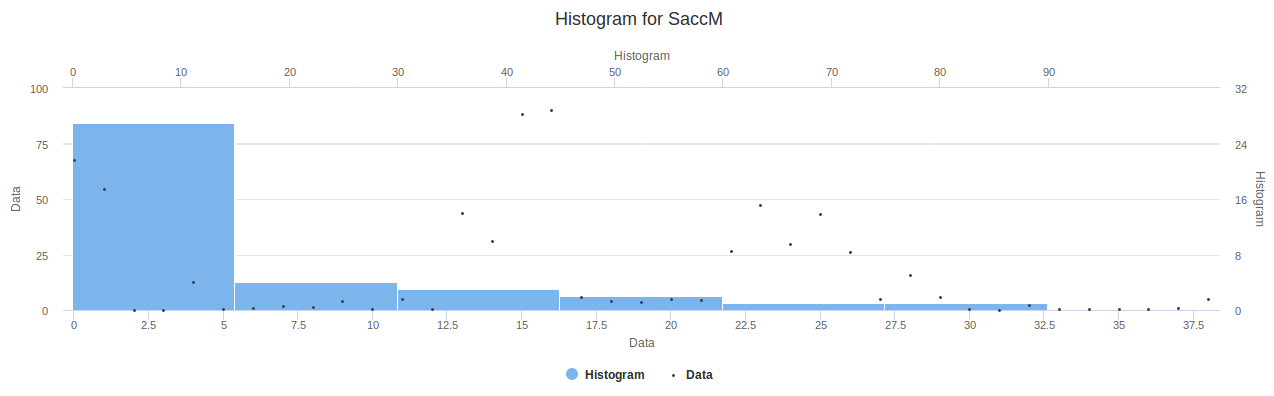 Histogram for SaccM
Histogram
0 10 20 30 40 50 60 70 80 90
100 32
75 24
Data Histogram
50 16
25 8
0 0
0 2.5 5 7.5 10 12.5 15 17.5 20 22.5 25 27.5 30 32.5 35 37.5
Data
Histogram Data